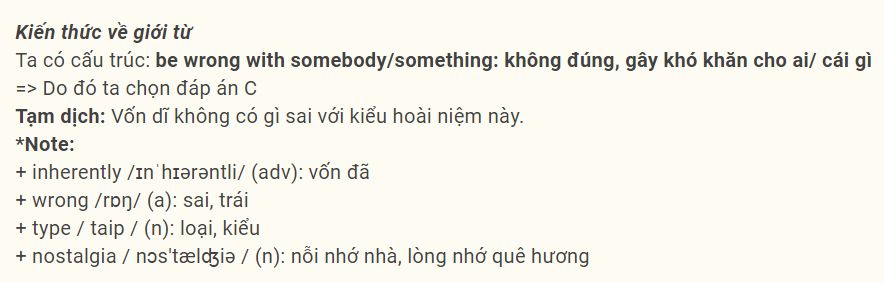 Kiến thức về giới từ
Ta có cấu trúc: be wrong with somebody/something: không đúng, gây khó khăn cho ai/ cái gì
=> Do đó ta chọn đáp án C
Tạm dịch: Vốn dĩ không có gì sai với kiểu hoài niệm này.
*Note:
+ inherently /ɪnˈhɪərəntli/ (adv): vốn đã
+ wrong /rɒŋ/ (a): sai, trái
+ type / taip / (n): loại, kiểu
+ nostalgia / nɔs'tælʤiə / (n): nỗi nhớ nhà, lòng nhớ quê hương